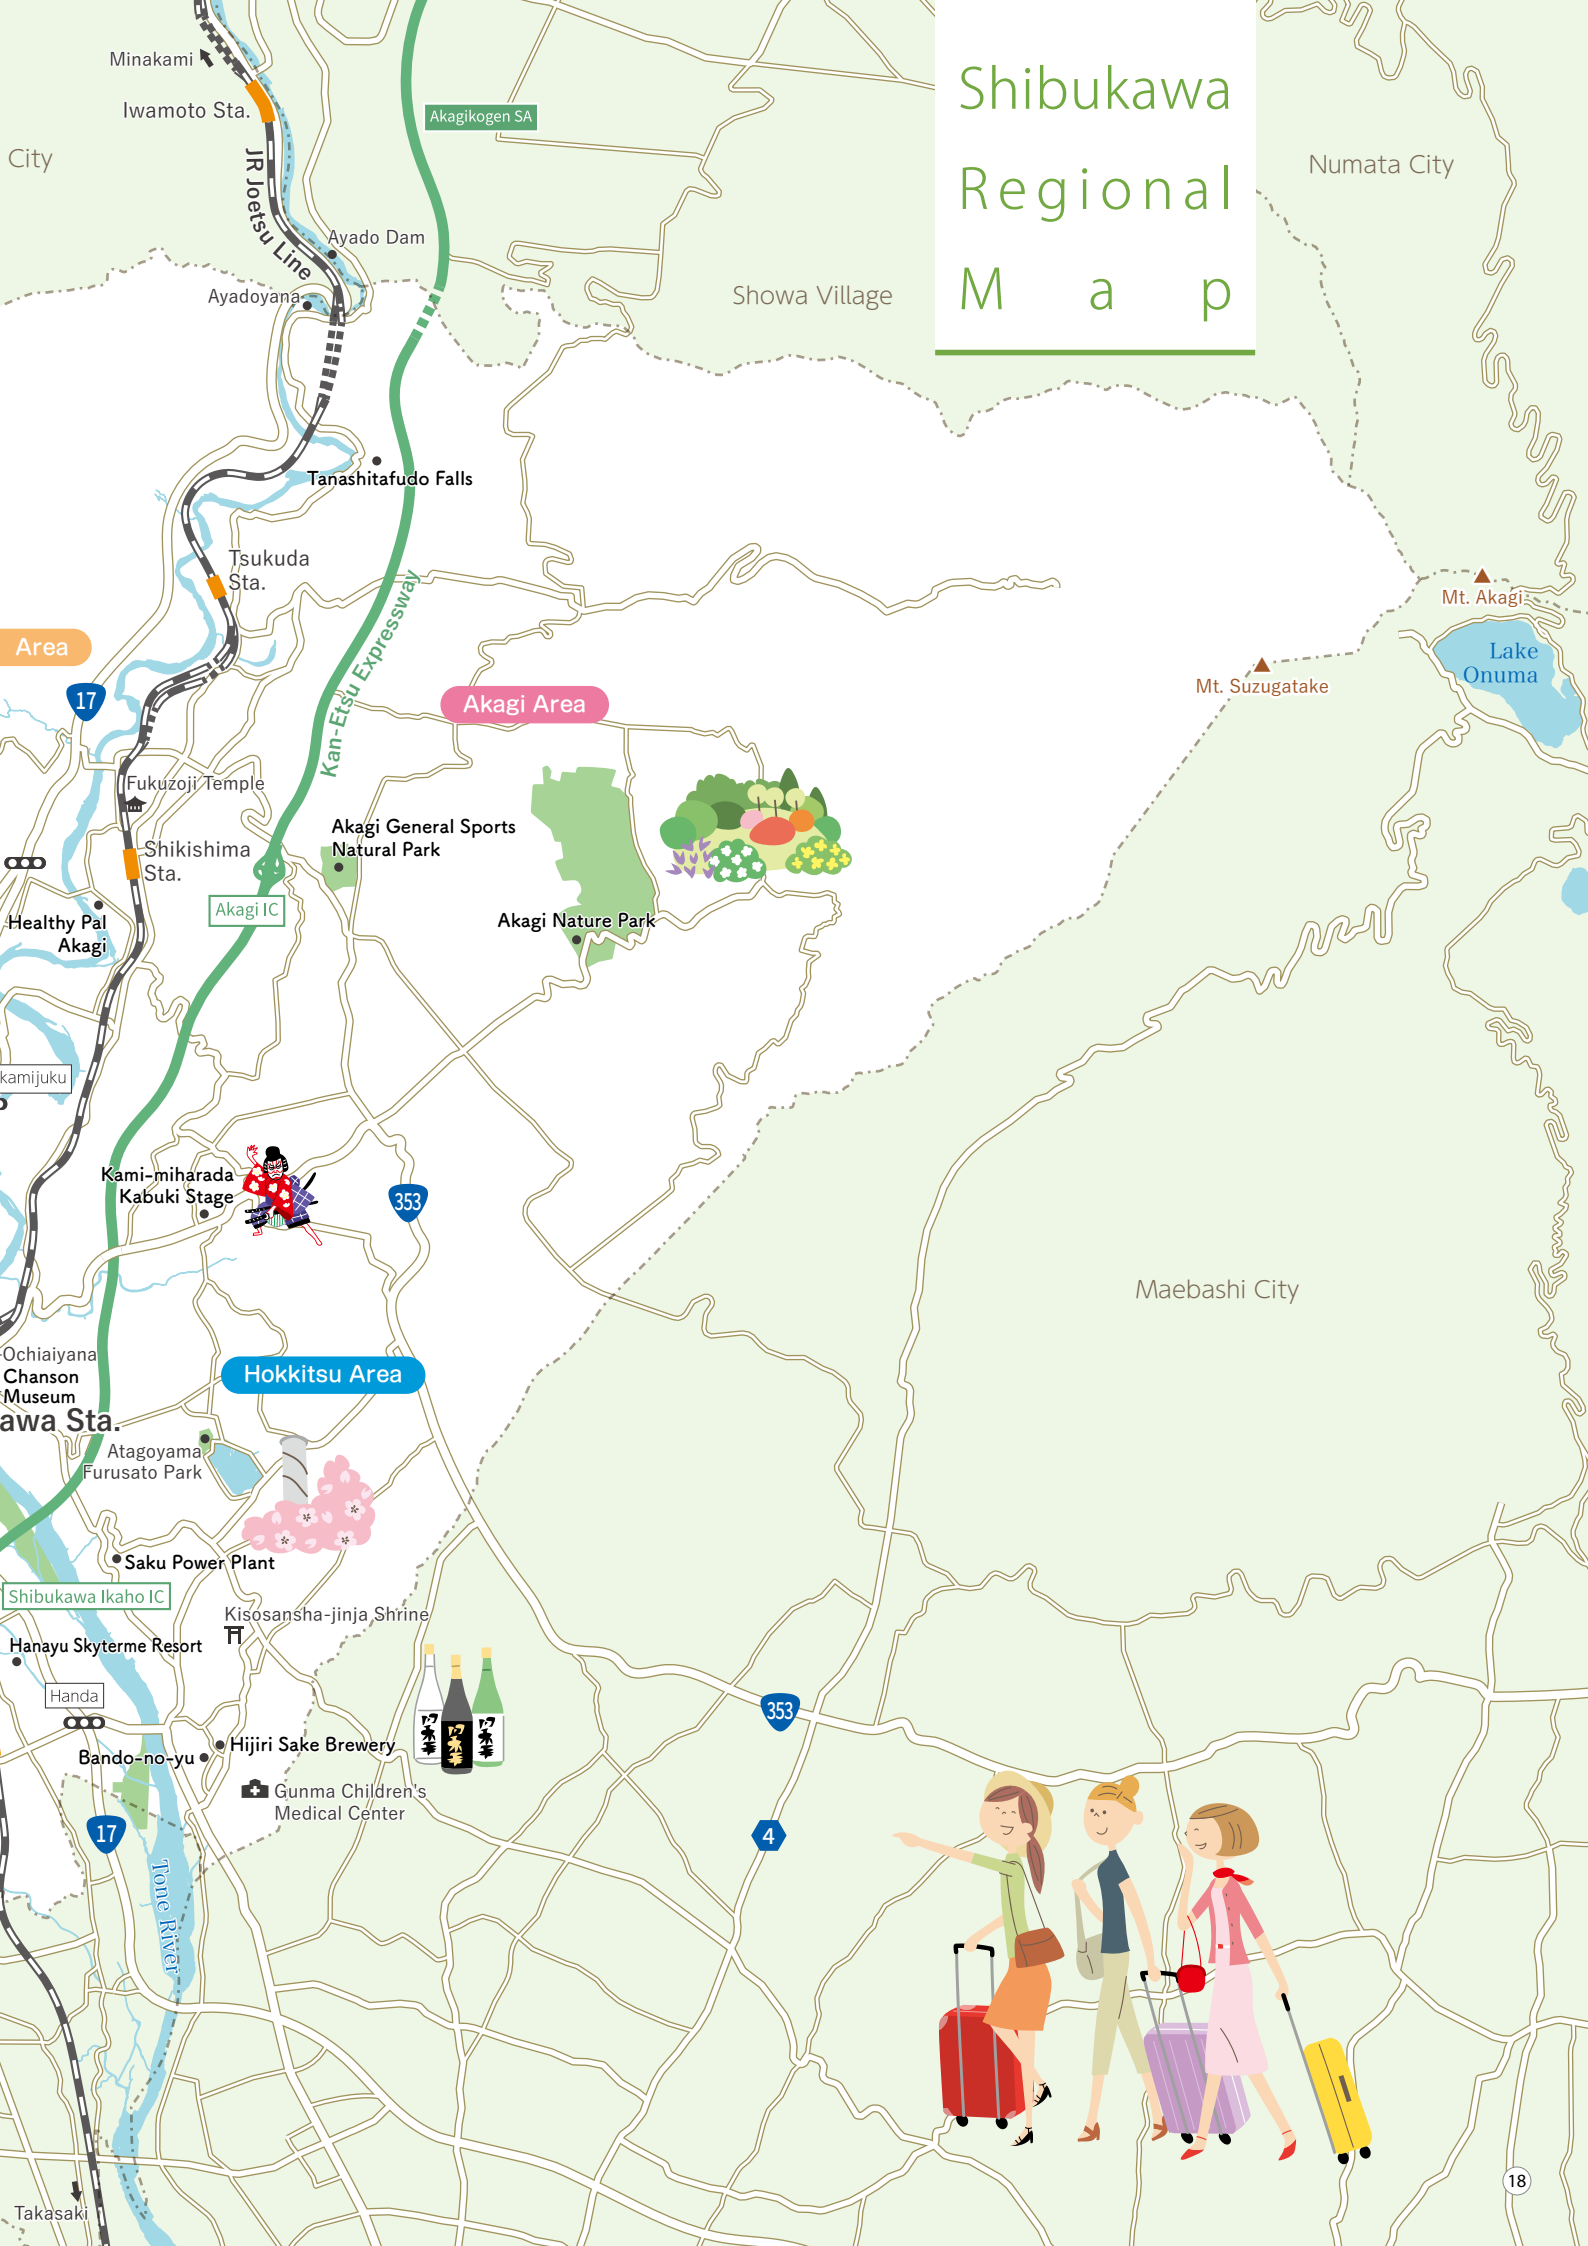 Shibukawa
Regional
Map
Minakami
Iwamoto Sta.
Akagikogen SA
City
Numata City
JR Joetsu Line
Ayado Dam
Ayadoyana
Showa Village
Tanashitafudo Falls
Tsukuda
Sta.
Kan-Etsu Expressway
Mt. Akagi
Area
Lake
Onuma
Mt. Suzugatake
17
Akagi Area
Fukuzoji Temple
Akagi General Sports
Natural Park
Shikishima
Sta.
Akagi IC
Akagi Nature Park
Healthy Pal
Akagi
kamijuku
Kami-miharada
Kabuki Stage
353
Maebashi City
-Ochiaiyana
Chanson
Museum
awa Sta.
Hokkitsu Area
Atagoyama
Furusato Park
Saku Power Plant
Shibukawa Ikaho IC
Kisosansha-jinja Shrine
Hanayu Skyterme Resort
Handa
353
Hijiri Sake Brewery
Bando-no-yu
Gunma Children's
Medical Center
17
4
Tone River
Takasaki
18